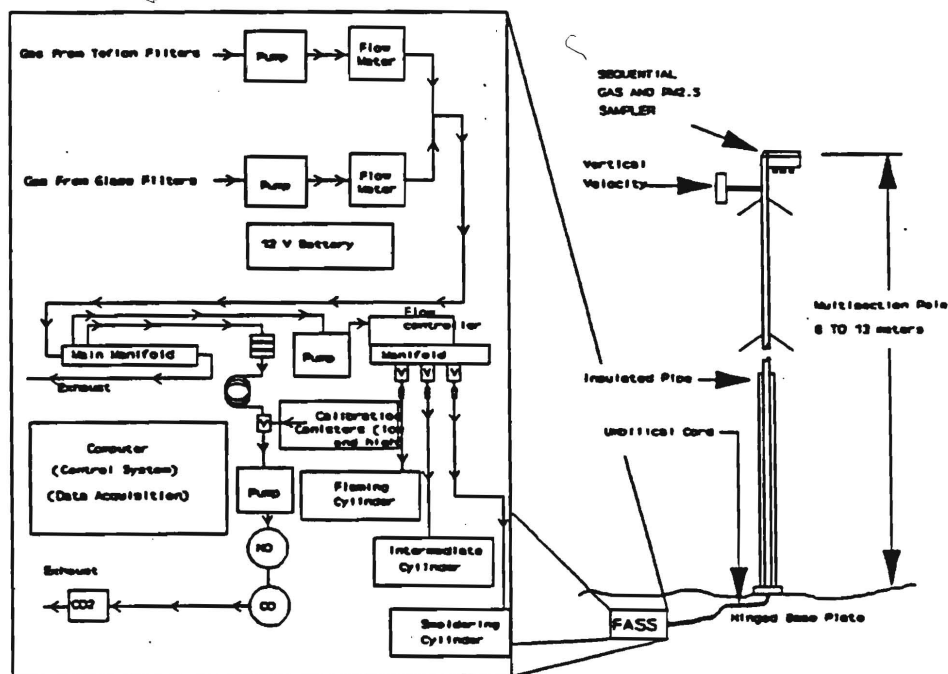 Gas From Teflon Filters
Pump
Flow
Meter
Gas From Glass Filters
Pump
Flow
Meter
12 V Battery
Flow
controller
Main Manifold
Pump
Manifold
Exhaust
Calibration
Canisters (low
and high)
Computer
(Control System)
(Data Acquisition)
Pump
Flaming
Cylinder
NO
Intermediate
Cylinder
Exhaust
CO2
CO
Smoldering
Cylinder
SEQUENTIAL
GAS AND PM2.5
SAMPLER
Vertical
Velocity
Multisection Pole
8 TO 13 meters
Insulated Pipe
Umbilical Cord
FASS
Hinged Base Plate